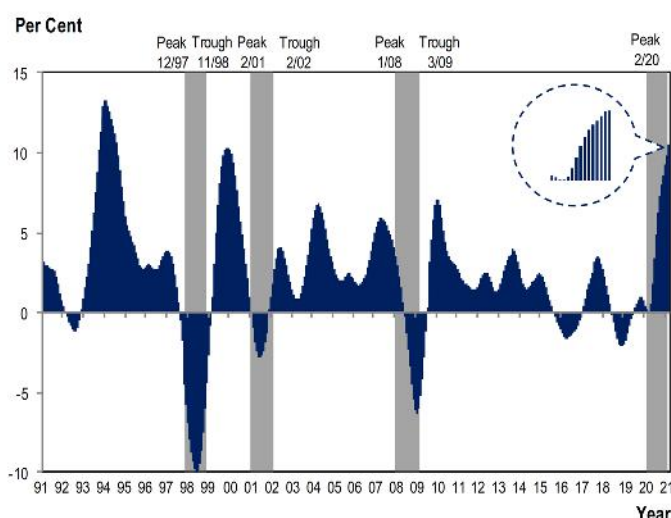 Per Cent
Peak Trough Peak Trough Peak Trough Peak
12/97 11/98 2/01 2/02 1/08 3/09 2/20
15
10
5
0
-5
-10
91 92 93 94 95 96 97 98 99 00 01 02 03 04 05 06 07 08 09 10 11 12 13 14 15 16 17 18 19 20 21
Year